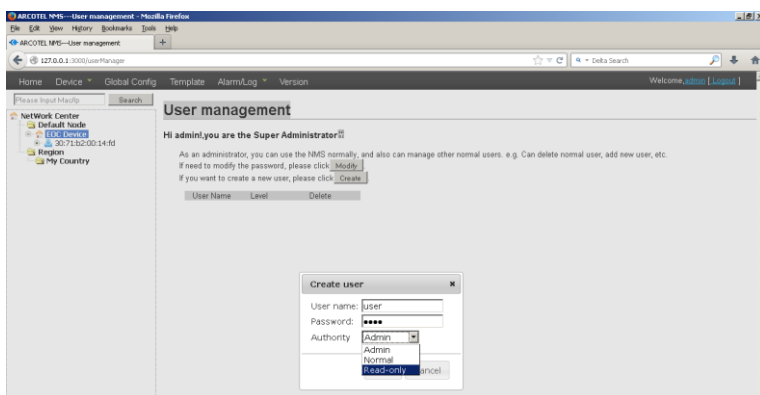 ARCOTEL NMS---User management - Mozilla Firefox
File Edit View History Bookmarks Tools Help
ARCOTEL NMS---User management
127.0.0.1:3000/userManager
Delta Search
Home Device Global Config Template Alarm/Log Version
Welcome,admin [ Logout ]
Please Input MacIp Search
NetWork Center
Default Node
EOC Device
30:71:b2:00:14:fd
Region
My Country
User management
Hi admin!,you are the Super Administrator
As an administrator, you can use the NMS normally, and also can manage other normal users. e.g. Can delete normal user, add new user, etc.
If need to modify the password, please click Modify
If you want to create a new user, please click Create .
User Name Level Delete
Create user
User name: user
Password: ••••
Authority Admin
Admin
Normal
Read-only
ancel